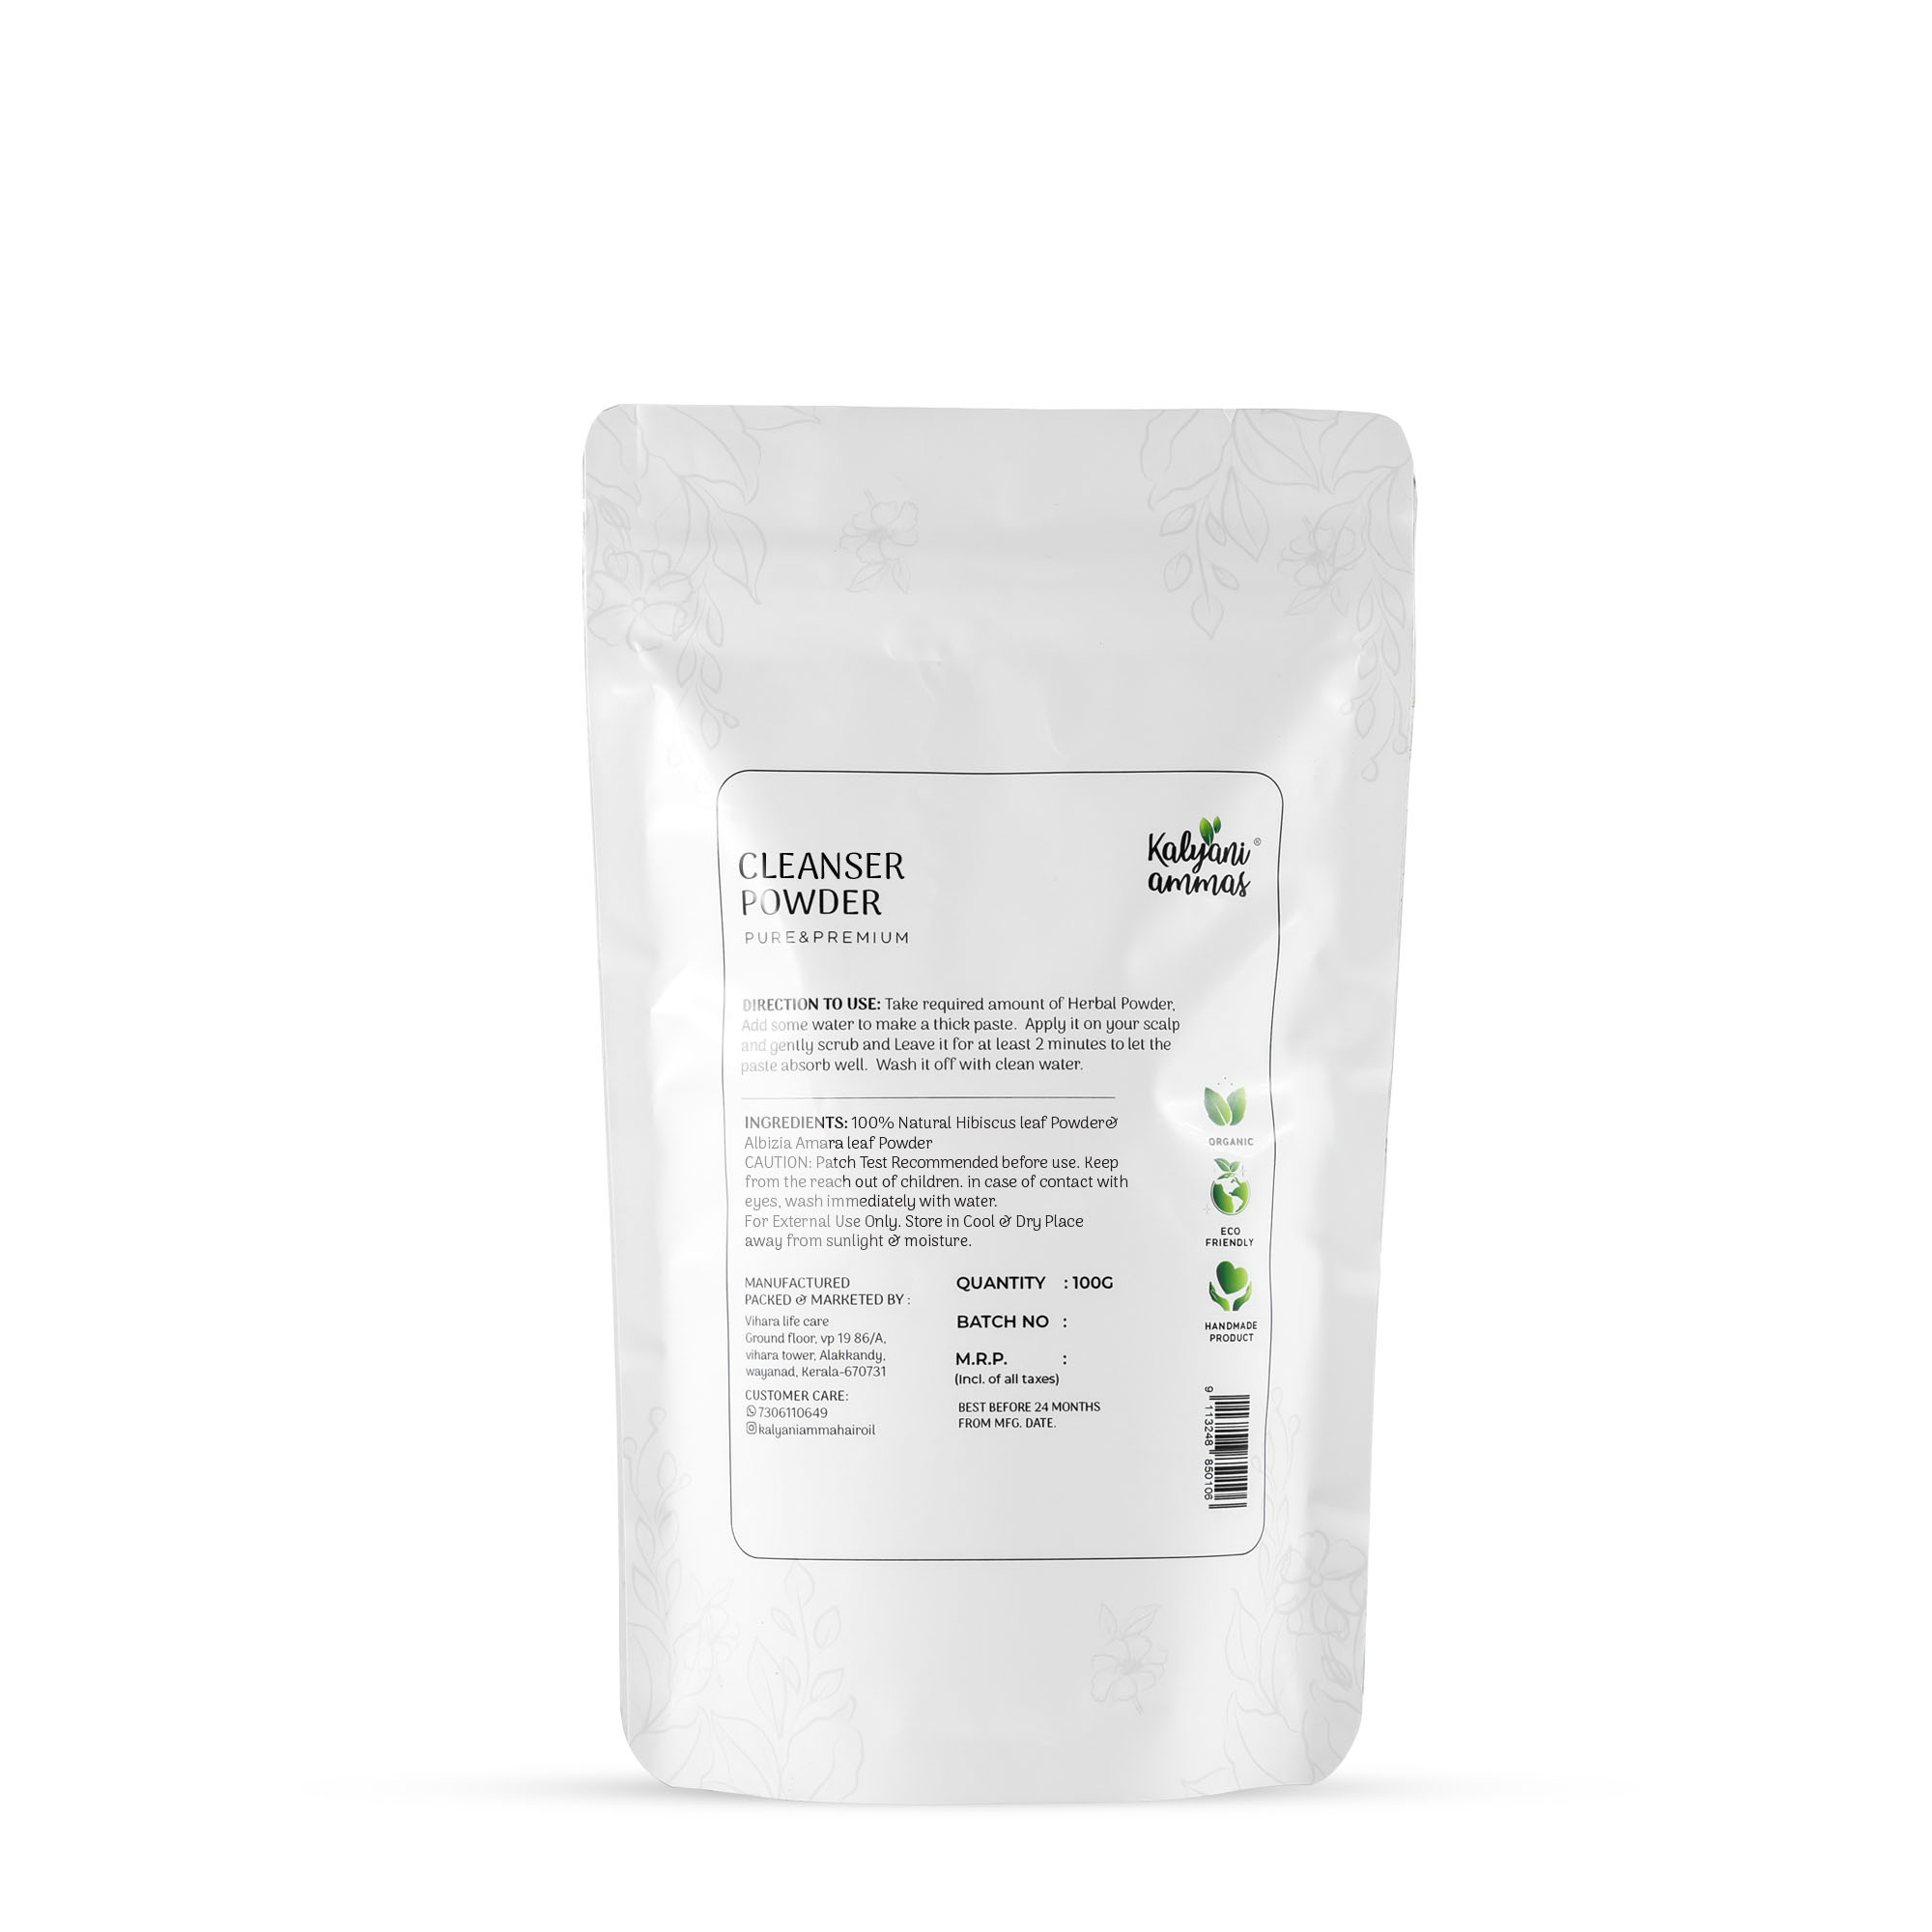 CLEANSER
POWDER
PURE&PREMIUM
Kalyani ®
ammas
DIRECTION TO USE: Take required amount of Herbal Powder,
Add some water to make a thick paste. Apply it on your scalp
and gently scrub and Leave it for at least 2 minutes to let the
paste absorb well. Wash it off with clean water.
INGREDIENTS: 100% Natural Hibiscus leaf Powder&
Albizia Amara leaf Powder
CAUTION: Patch Test Recommended before use. Keep
from the reach out of children. in case of contact with
eyes, wash immediately with water.
For External Use Only. Store in Cool & Dry Place
away from sunlight & moisture.
MANUFACTURED
PACKED & MARKETED BY :
Vihara life care
Ground floor, vp 19 86/A,
vihara tower, Alakkandy,
wayanad, Kerala-670731
CUSTOMER CARE:
7306110649
kalyaniammahairoil
QUANTITY : 100G
BATCH NO :
M.R.P. :
(Incl. of all taxes)
BEST BEFORE 24 MONTHS
FROM MFG. DATE.
ORGANIC
ECO
FRIENDLY
HANDMADE
PRODUCT
9 113248 850106